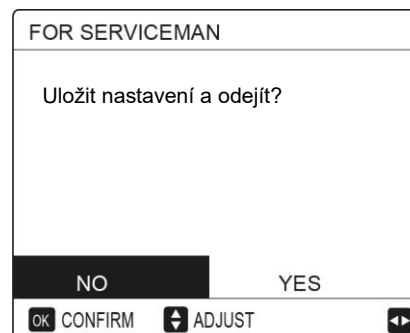 FOR SERVICEMAN
Uložit nastavení a odejít?
NO YES
OK CONFIRM ADJUST